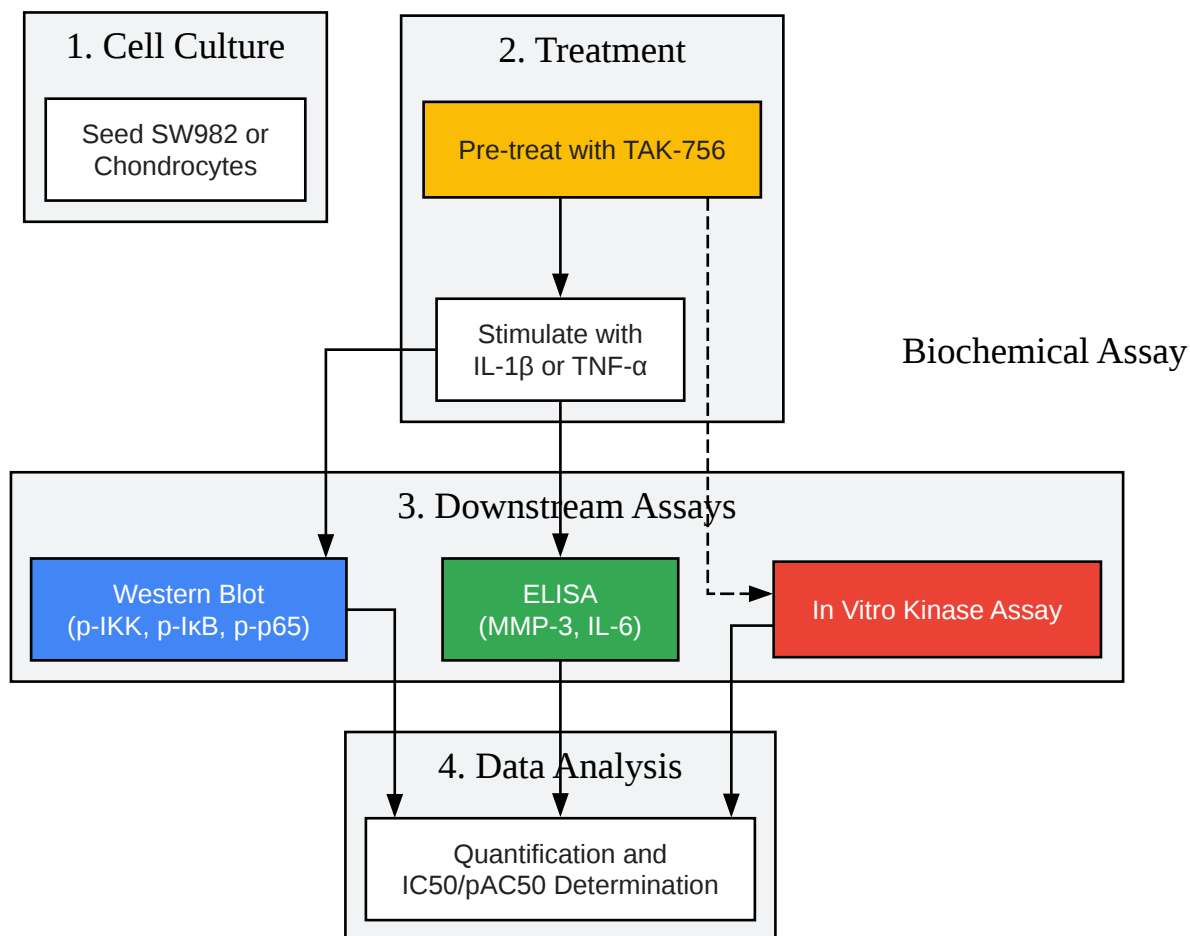 1. Cell Culture
Seed SW982 or
Chondrocytes
2. Treatment
Pre-treat with TAK-756
Stimulate with
IL-1β or TNF-α
Biochemical Assay
3. Downstream Assays
Western Blot
(p-IKK, p-IκB, p-p65)
ELISA
(MMP-3, IL-6)
In Vitro Kinase Assay
4. Data Analysis
Quantification and
IC50/pAC50 Determination